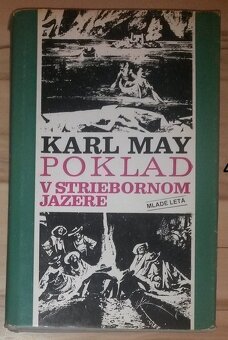 KARL MAY
POKLAD
V STRIEBORNOM
JAZERE
MLADÉ LETÁ